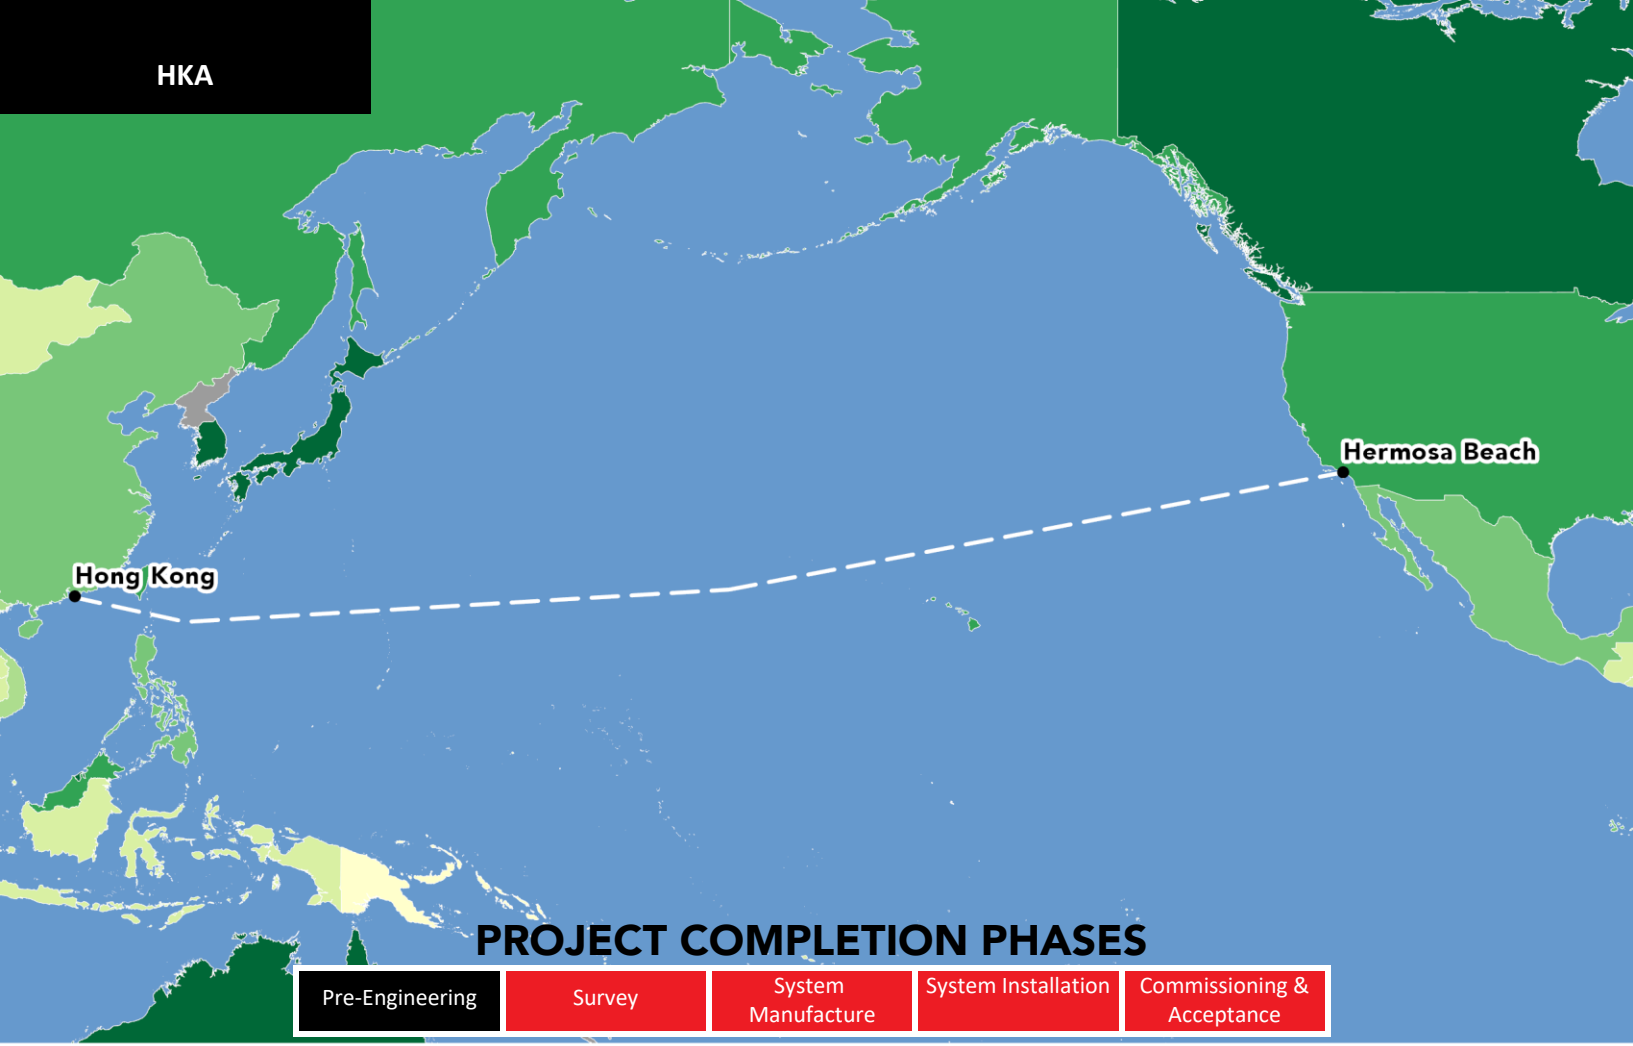 HKA
Hermosa Beach
Hong Kong
PROJECT COMPLETION PHASES
Pre-Engineering
Survey
System
Manufacture
System Installation
Commissioning &
Acceptance